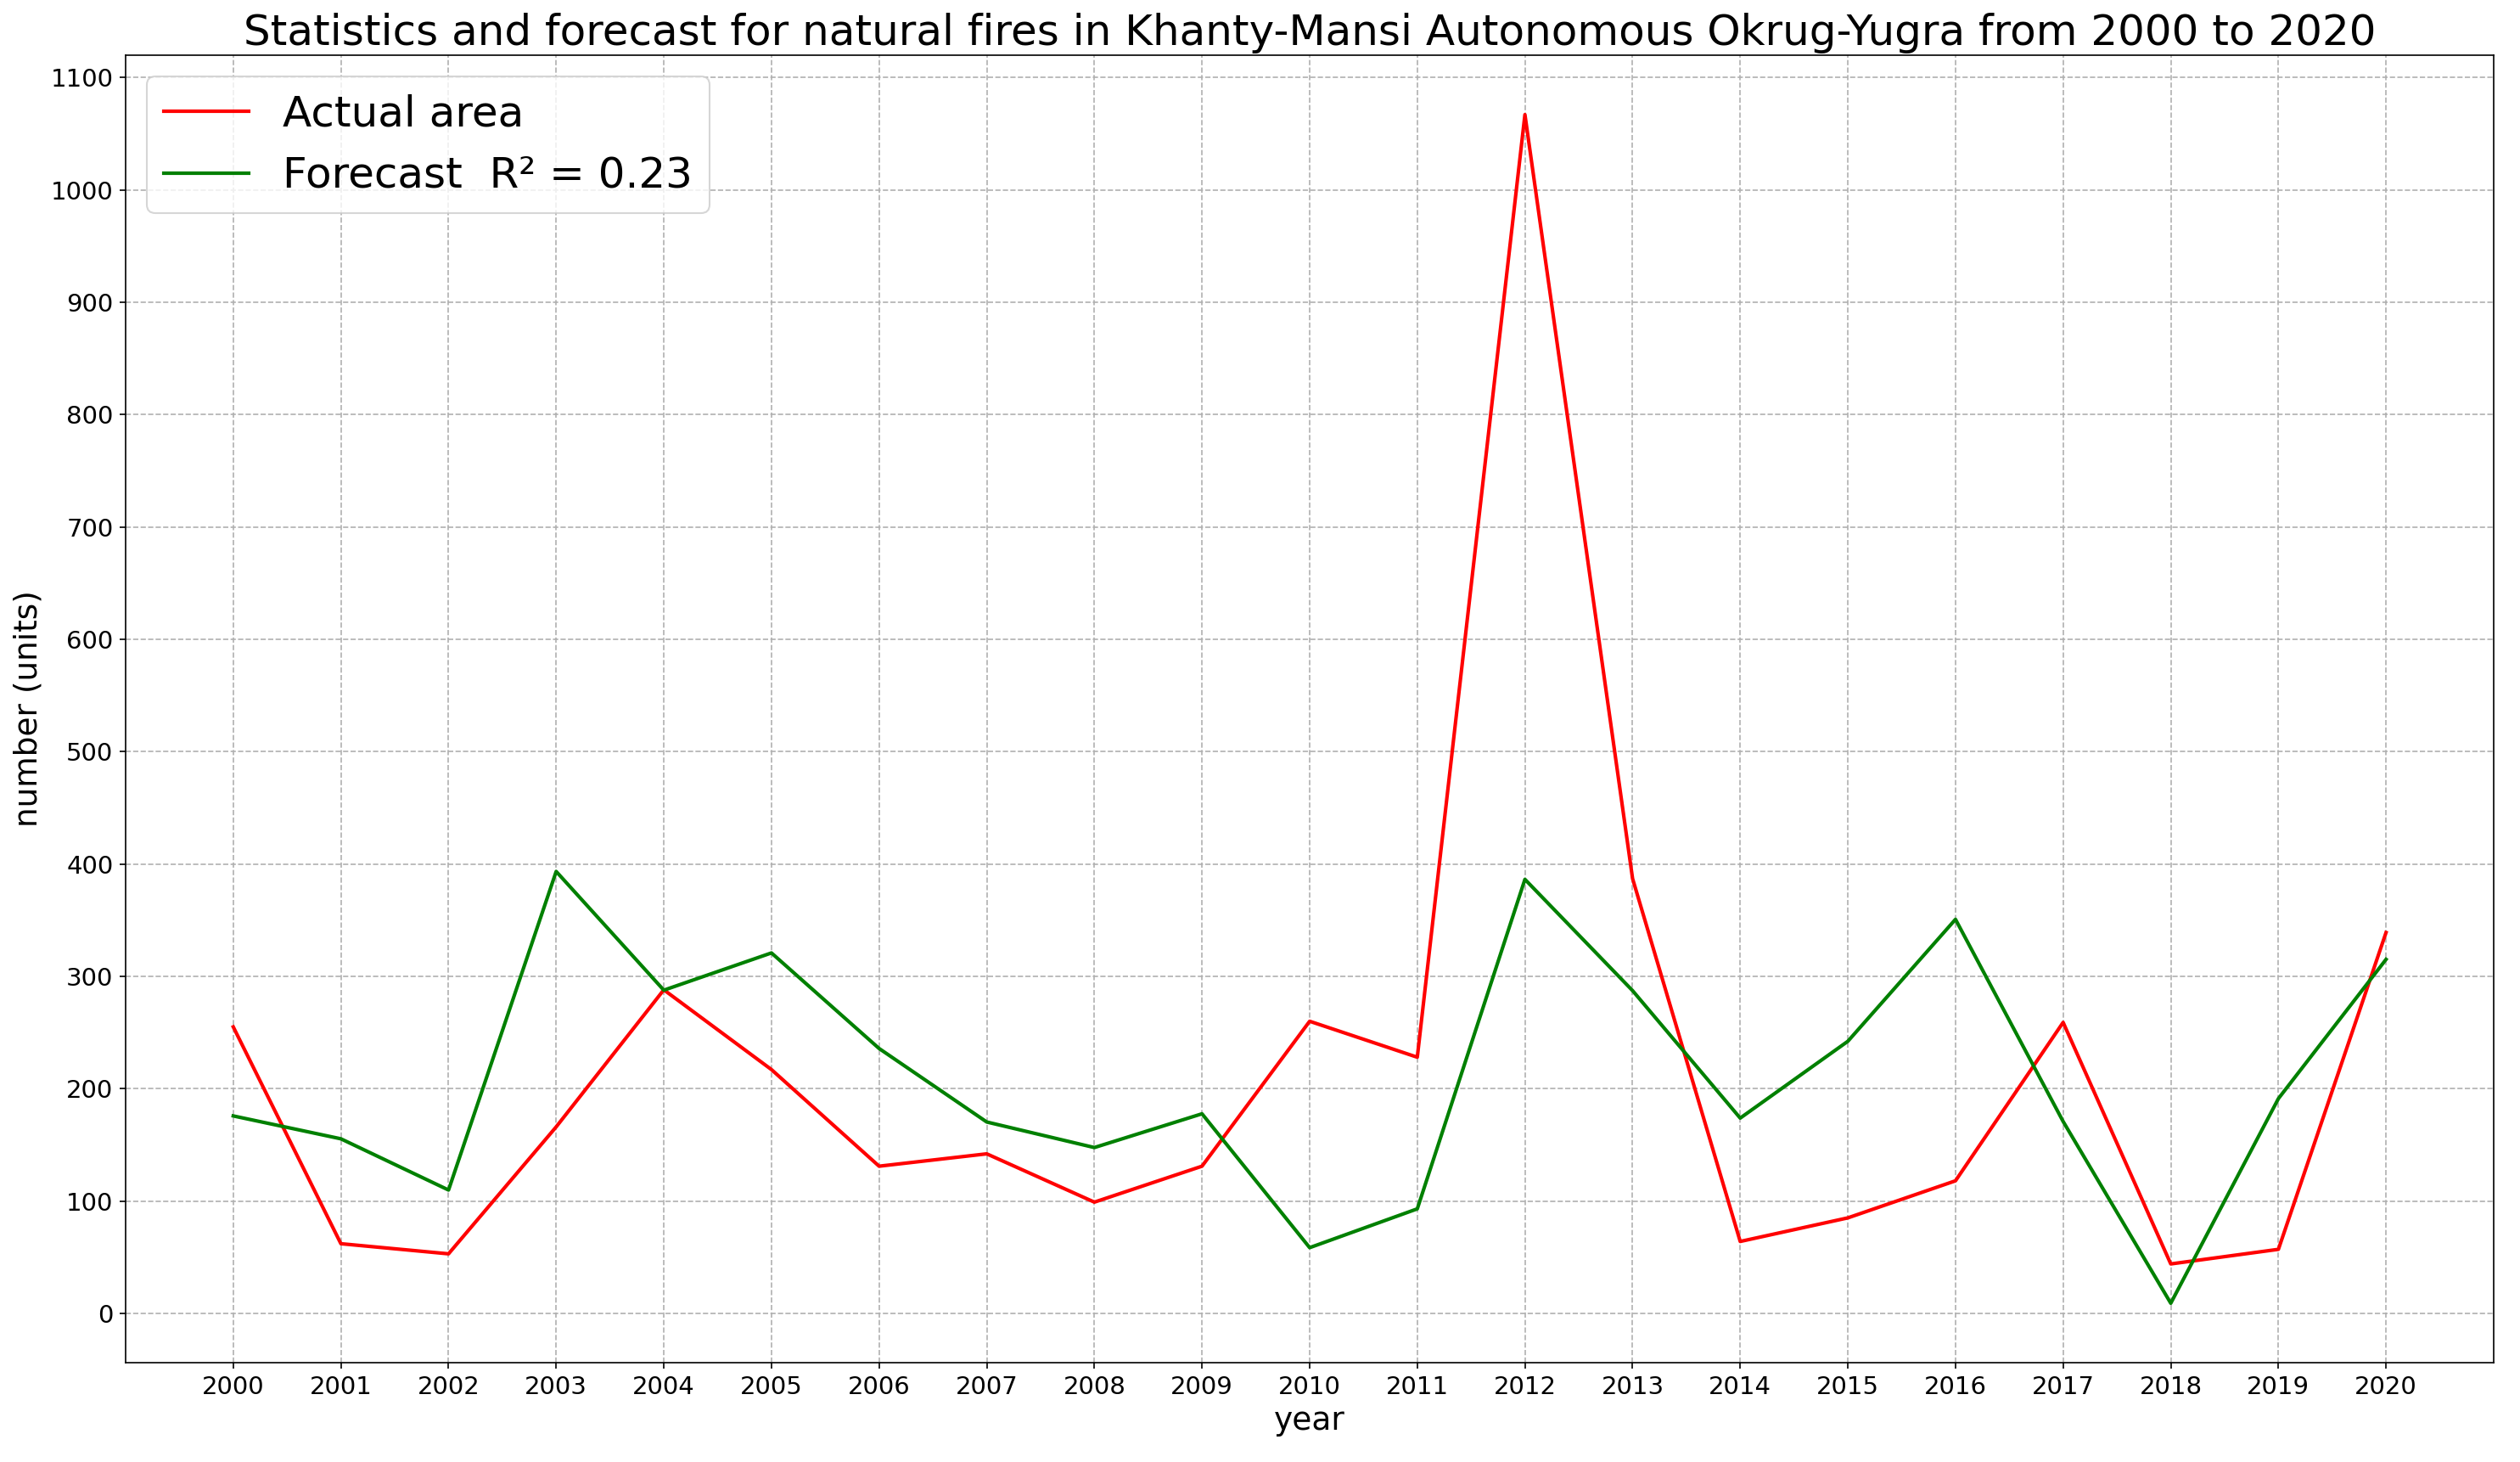 Statistics and forecast for natural fires in Khanty-Mansi Autonomous Okrug-Yugra from 2000 to 2020
Actual area
Forecast  R² = 0.23
number (units)
1100
1000
900
800
700
600
500
400
300
200
100
0
2000 2001 2002 2003 2004 2005 2006 2007 2008 2009 2010 2011 2012 2013 2014 2015 2016 2017 2018 2019 2020
year